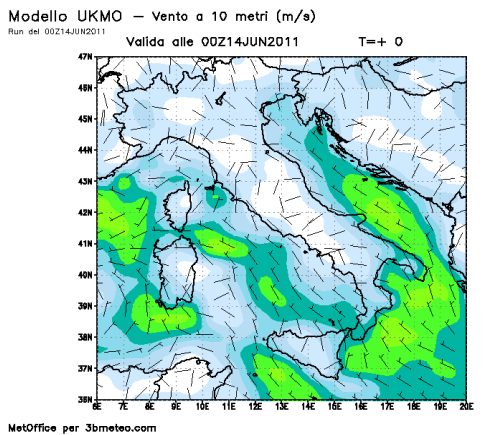 Modello UKMO – Vento a 10 metri (m/s)
Run del 00Z14JUN2011
Valida alle 00Z14JUN2011 T=+ 0
47N
46N
45N
44N
43N
42N
41N
40N
39N
38N
37N
36N
6E 7E 8E 9E 10E 11E 12E 13E 14E 15E 16E 17E 18E 19E 20E
MetOffice per 3bmeteo.com